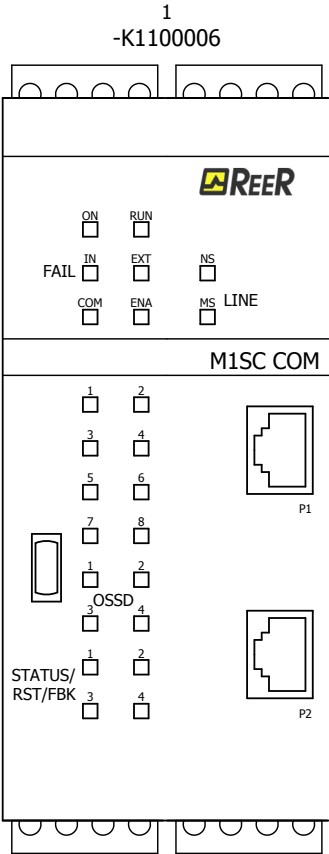 1
-K1100006
REER
ON RUN
FAIL IN EXT NS
COM ENA MS LINE
M1SC COM
1 2
3 4
5 6
P1
7 8
1 2
OSSD
3 4
STATUS/ 1 2
RST/FBK 3 4
P2